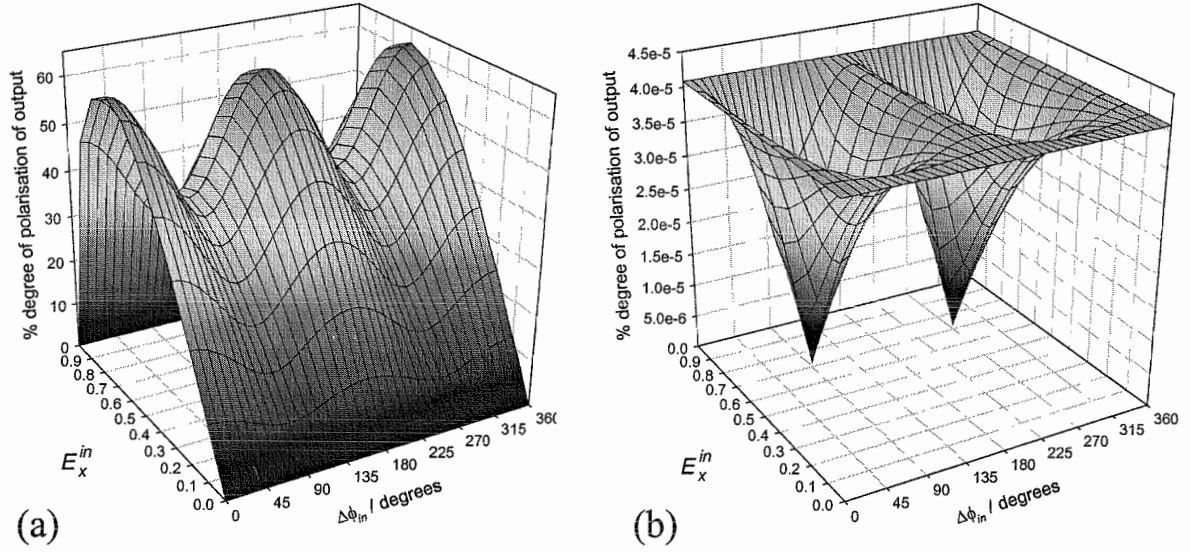 % degree of polarisation of output
60
50
40
30
20
10
0
0.9
0.8
0.7
0.6
0.5
0.4
0.3
0.2
0.1
0.0
E_x^{in}
0
45
90
135
180
225
270
315
36(
Δϕ_{in} / degrees
(a)
% degree of polarisation of output
4.5e-5
4.0e-5
3.5e-5
3.0e-5
2.5e-5
2.0e-5
1.5e-5
1.0e-5
5.0e-6
0.0
0.9
0.8
0.7
0.6
0.5
0.4
0.3
0.2
0.1
0.0
E_x^{in}
0
45
90
135
180
225
270
315
360
Δϕ_{in} / degrees
(b)